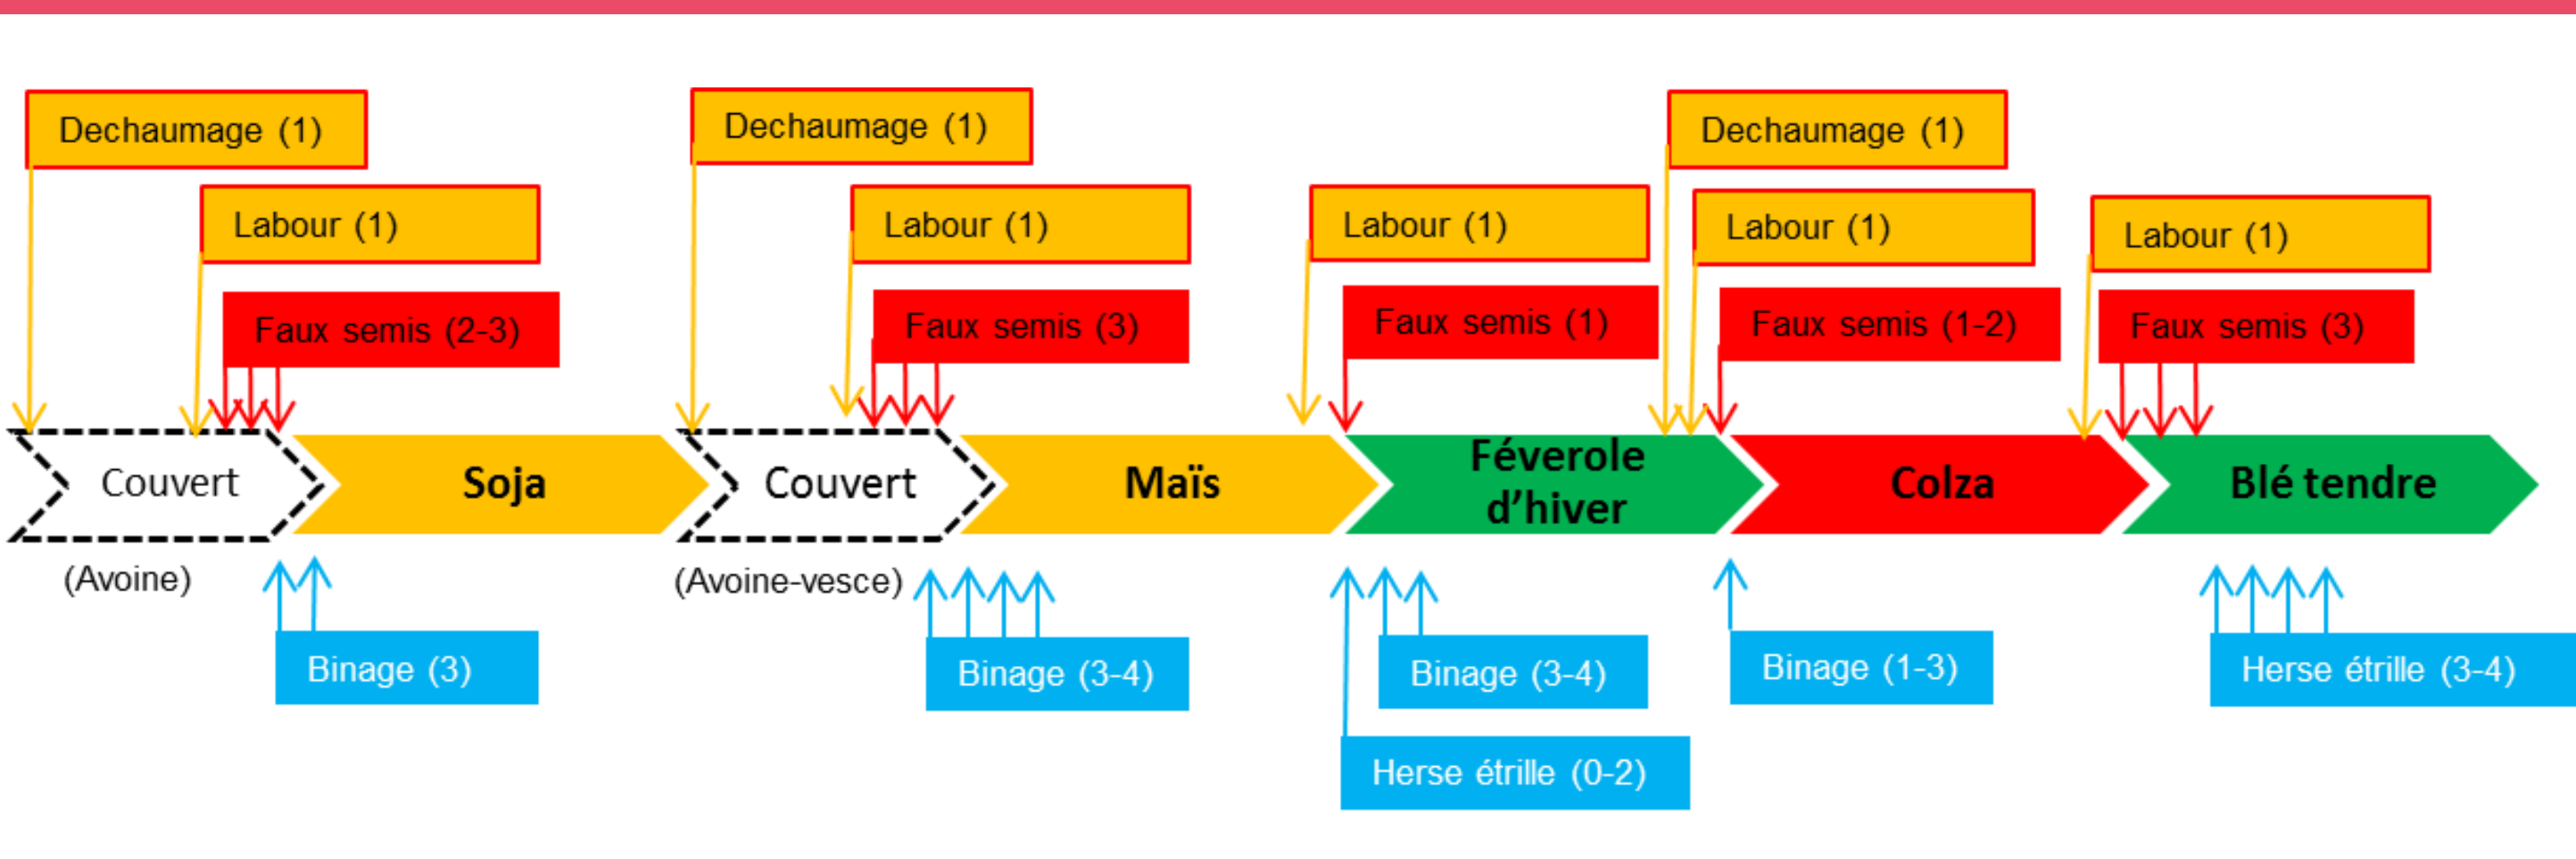 Dechaumage (1)
Dechaumage (1)
Dechaumage (1)
Labour (1)
Labour (1)
Labour (1)
Labour (1)
Labour (1)
Faux semis (2-3)
Faux semis (3)
Faux semis (1)
Faux semis (1-2)
Faux semis (3)
Couvert
Soja
Couvert
Maïs
Féverole
d'hiver
Colza
Blé tendre
(Avoine)
(Avoine-vesce)
Binage (3)
Binage (3-4)
Binage (3-4)
Binage (1-3)
Herse étrille (3-4)
Herse étrille (0-2)